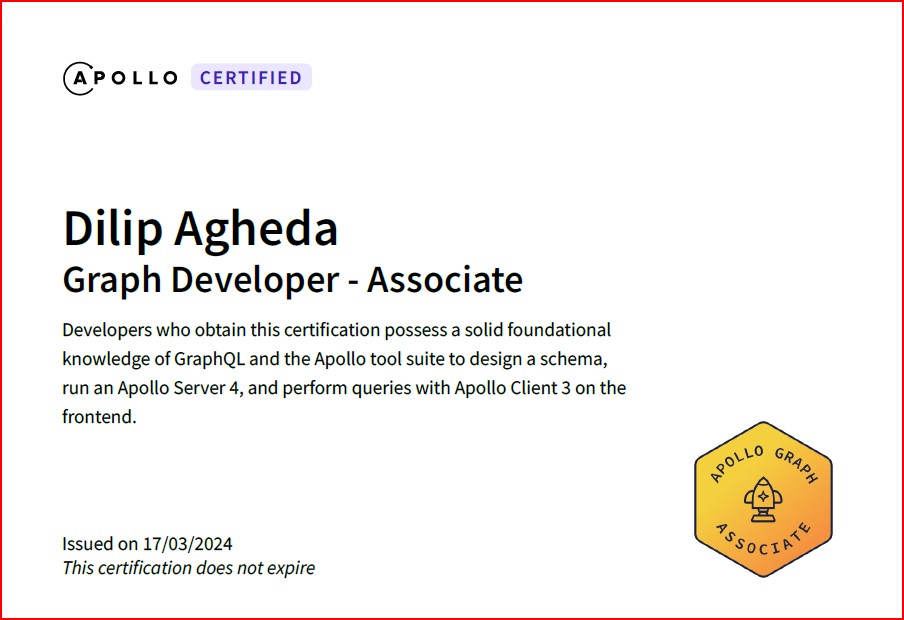 APOLLO CERTIFIED
Dilip Agheda
Graph Developer - Associate
Developers who obtain this certification possess a solid foundational
knowledge of GraphQL and the Apollo tool suite to design a schema,
run an Apollo Server 4, and perform queries with Apollo Client 3 on the
frontend.
APOLLO GRAPH
ASSOCIATE
Issued on 17/03/2024
This certification does not expire